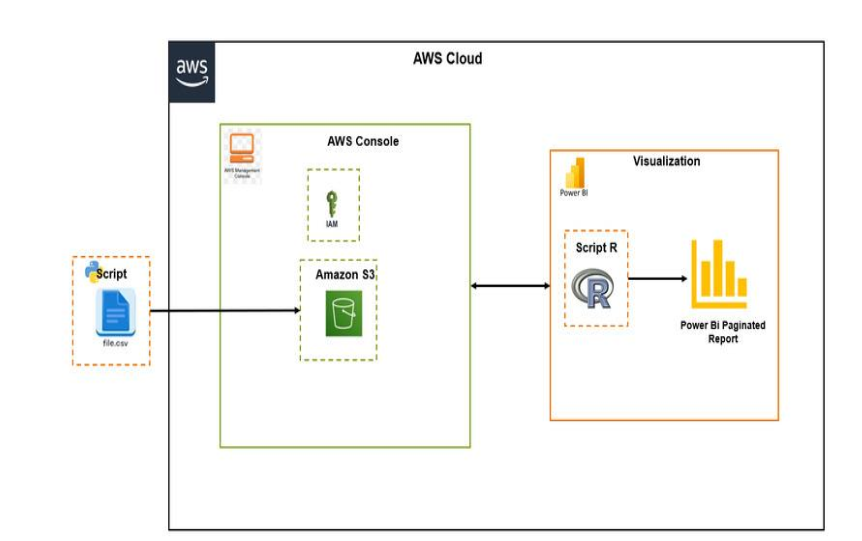 aws
AWS Cloud
AWS Management
Console
AWS Console
IAM
Script
file.csv
Amazon S3
Power BI
Visualization
Script R
R
Power Bi Paginated
Report